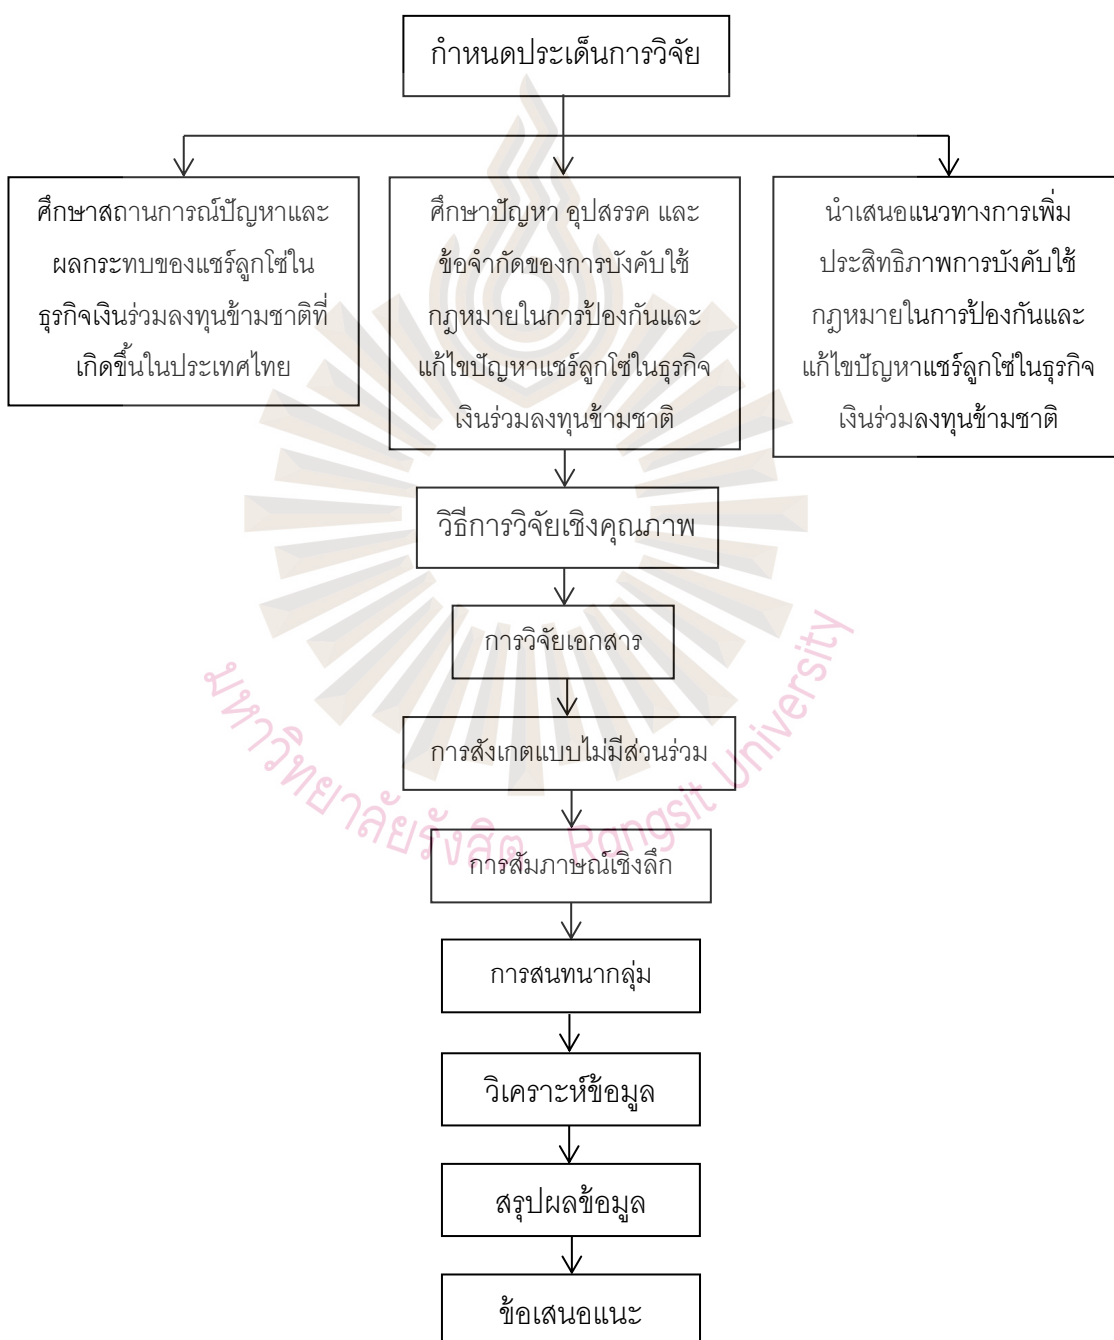 กำหนดประเด็นการวิจัย
ศึกษาสถานการณ์ปัญหาและ
ผลกระทบของแชร์ลูกโซ่ใน
ธุรกิจเงินร่วมลงทุนข้ามชาติที่
เกิดขึ้นในประเทศไทย
ศึกษาปัญหา อุปสรรค และ
ข้อจำกัดของการบังคับใช้
กฎหมายในการป้องกันและ
แก้ไขปัญหาแชร์ลูกโซ่ในธุรกิจ
เงินร่วมลงทุนข้ามชาติ
นำเสนอแนวทางการเพิ่ม
ประสิทธิภาพการบังคับใช้
กฎหมายในการป้องกันและ
แก้ไขปัญหาแชร์ลูกโซ่ในธุรกิจ
เงินร่วมลงทุนข้ามชาติ
วิธีการวิจัยเชิงคุณภาพ
การวิจัยเอกสาร
การสังเกตแบบไม่มีส่วนร่วม
การสัมภาษณ์เชิงลึก
การสนทนากลุ่ม
วิเคราะห์ข้อมูล
สรุปผลข้อมูล
ข้อเสนอแนะ
มหาวิทยาลัยรังสิต Rangsit University